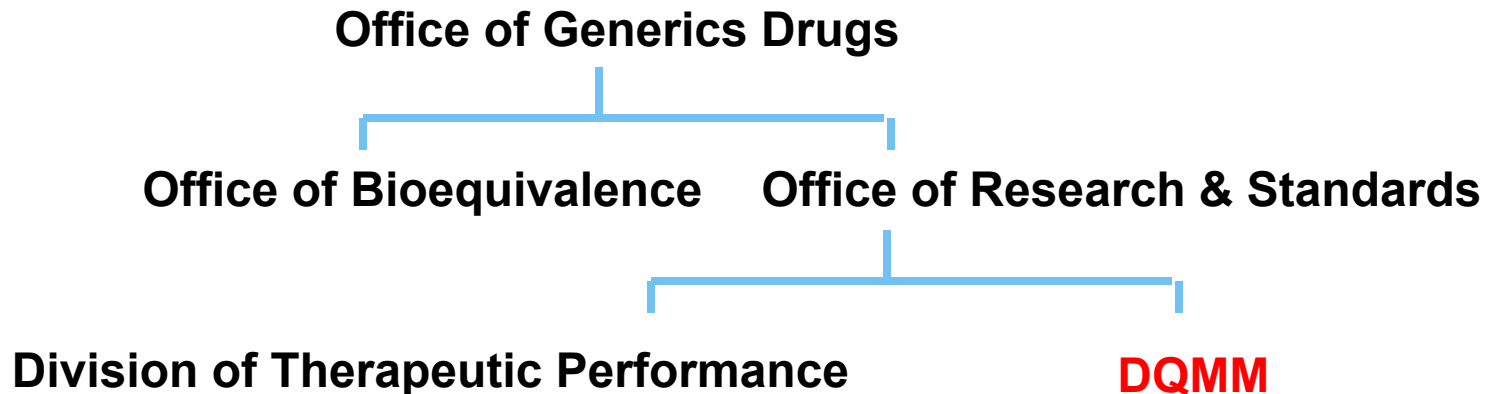 Office of Generics Drugs
Office of Bioequivalence
Office of Research & Standards
Division of Therapeutic Performance
DQMM